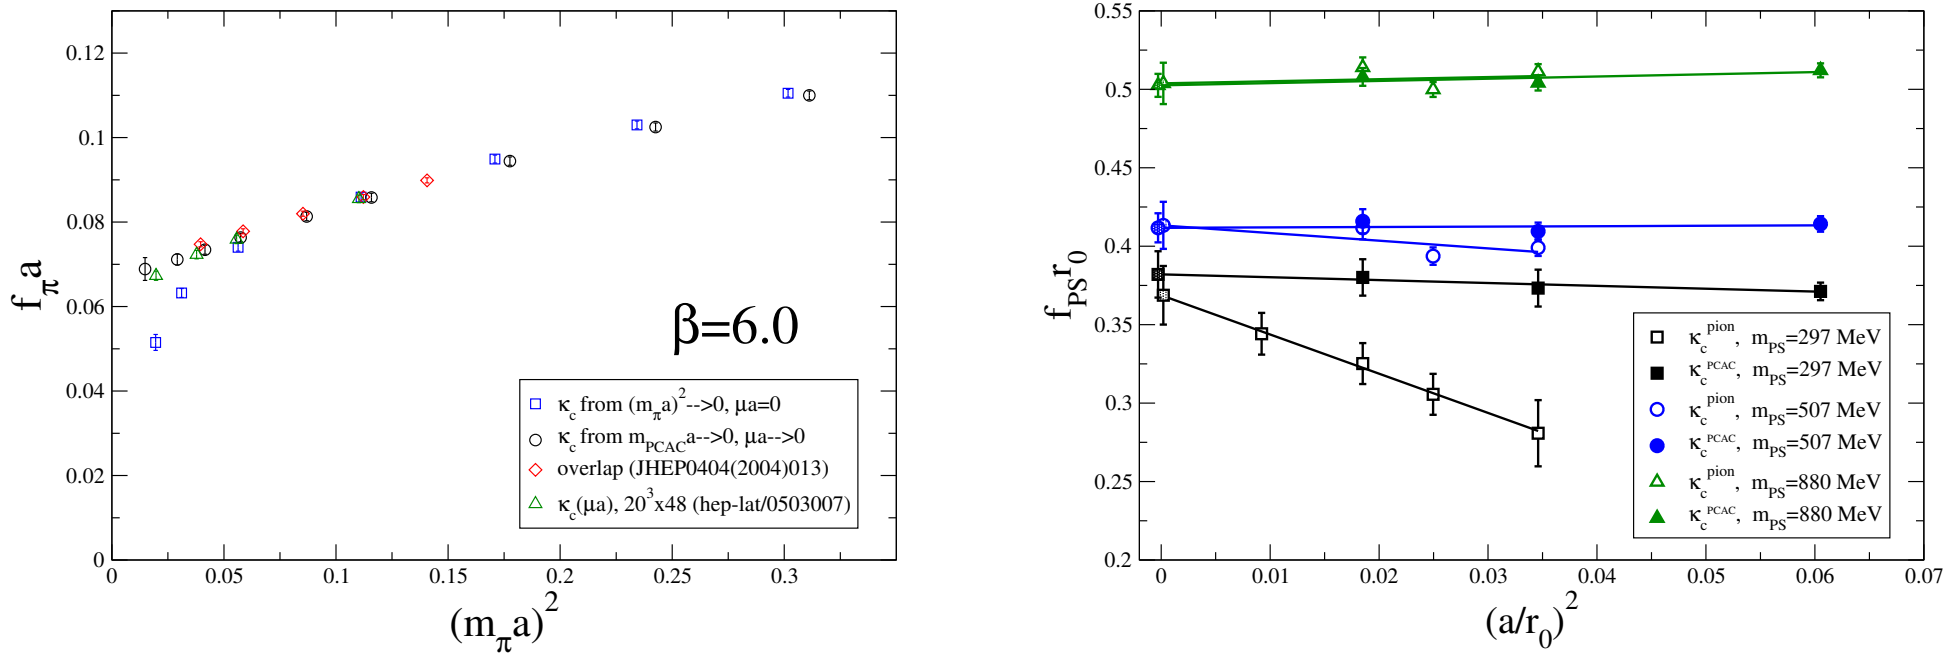 0.12
0.1
0.08
0.06
0.04
0.02
0
0
0.05
0.1
0.15
0.2
0.25
0.3
f_π a
(m_π a)^2
β=6.0
κ_c from (m_π a)^2-->0, μa=0
κ_c from m_PCAC a-->0, μa-->0
overlap (JHEP0404(2004)013)
κ_c(μa), 20^3x48 (hep-lat/0503007)
0.55
0.5
0.45
0.4
0.35
0.3
0.25
0.2
0
0.01
0.02
0.03
0.04
0.05
0.06
0.07
f_PS r_0
(a/r_0)^2
κ_c^pion, m_PS=297 MeV
κ_c^PCAC, m_PS=297 MeV
κ_c^pion, m_PS=507 MeV
κ_c^PCAC, m_PS=507 MeV
κ_c^pion, m_PS=880 MeV
κ_c^PCAC, m_PS=880 MeV